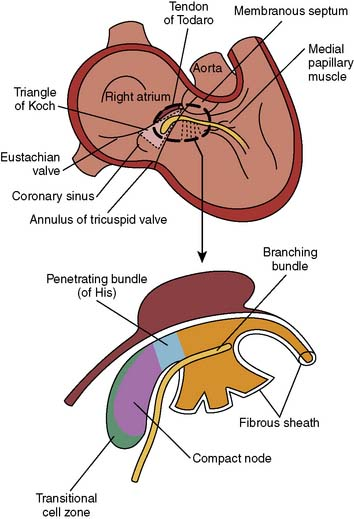 Tendon
of Todaro
Membranous septum
Medial
papillary
muscle
Aorta
Right atrium
Triangle
of Koch
Eustachian
valve
Coronary sinus
Annulus of tricuspid valve
Branching
bundle
Penetrating bundle
(of His)
Fibrous sheath
Compact node
Transitional
cell zone